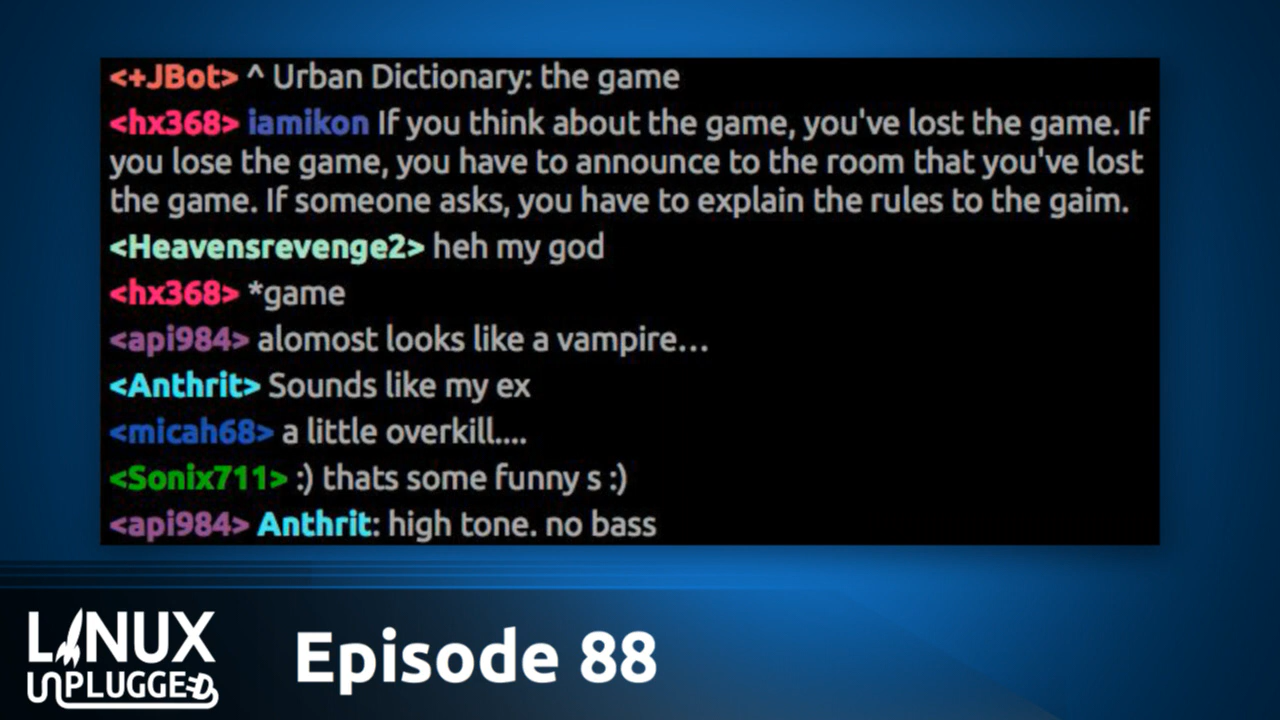 <+JBot> ^ Urban Dictionary: the game
<hx368> iamikon If you think about the game, you've lost the game. If
you lose the game, you have to announce to the room that you've lost
the game. If someone asks, you have to explain the rules to the gaim.
<Heavensrevenge2> heh my god
<hx368> *game
<api984> alomost looks like a vampire…
<Anthrit> Sounds like my ex
<micah68> a little overkill....
<Sonix711> :) thats some funny s :)
<api984> Anthrit: high tone. no bass
LINUX
UNPLUGGED
Episode 88